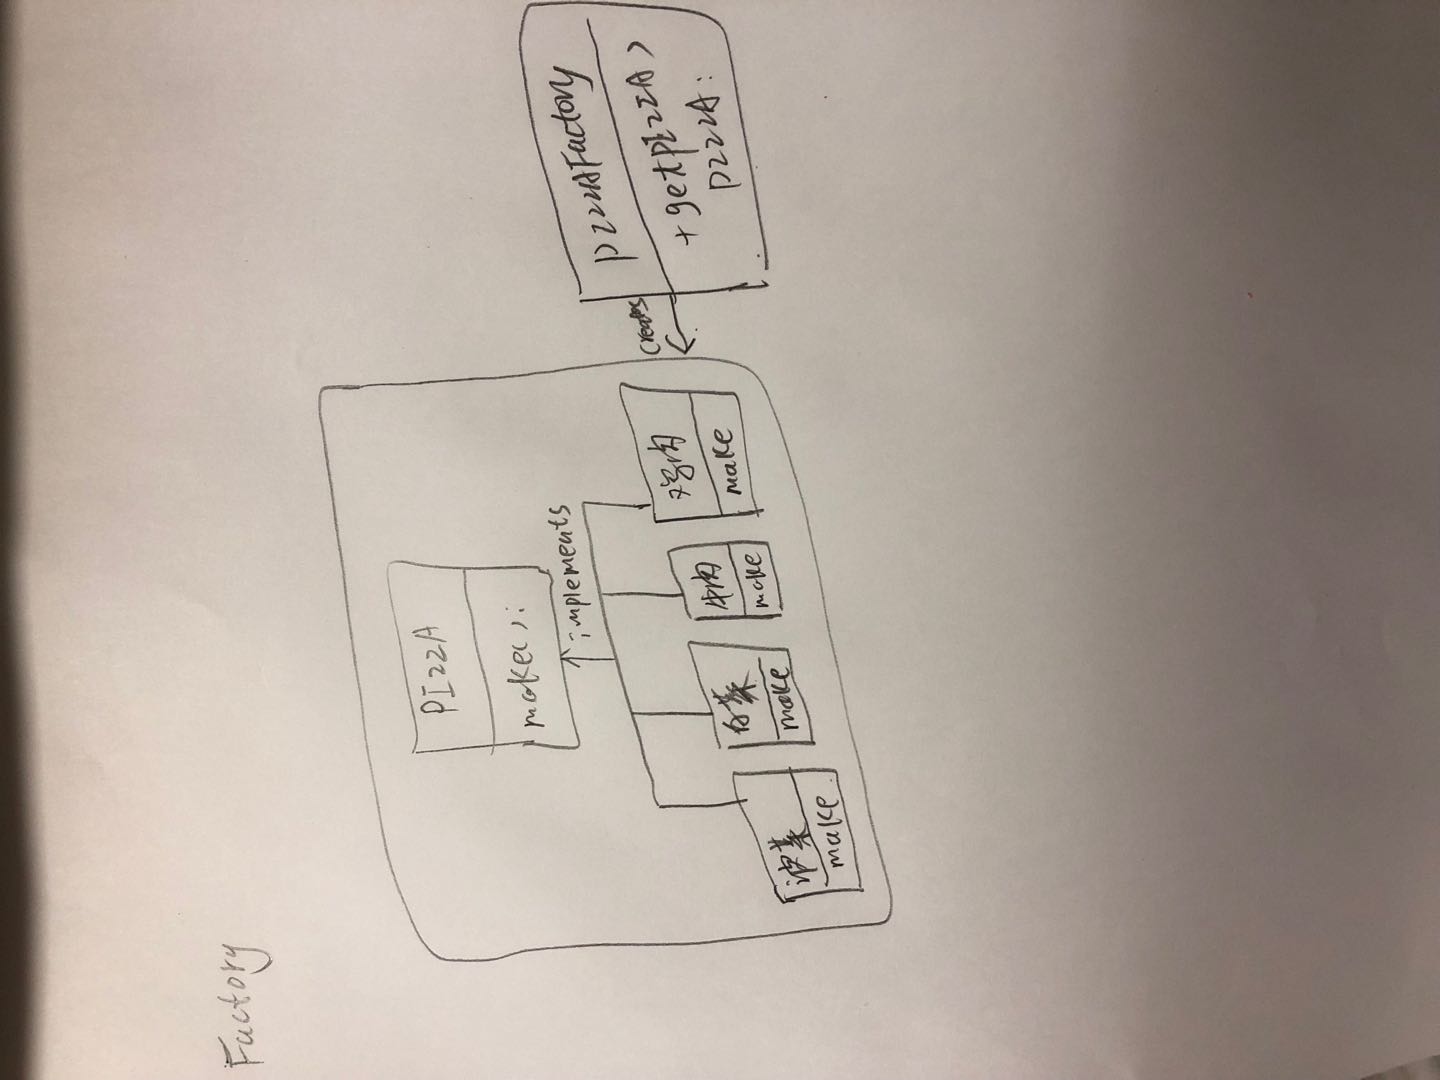 Factory
PIZZA
make();
implements
creates
PIZZAFactory
+getPIZZA)
PIZZA:
鸡肉
make
牛肉
make
白菜
make
波菜
make